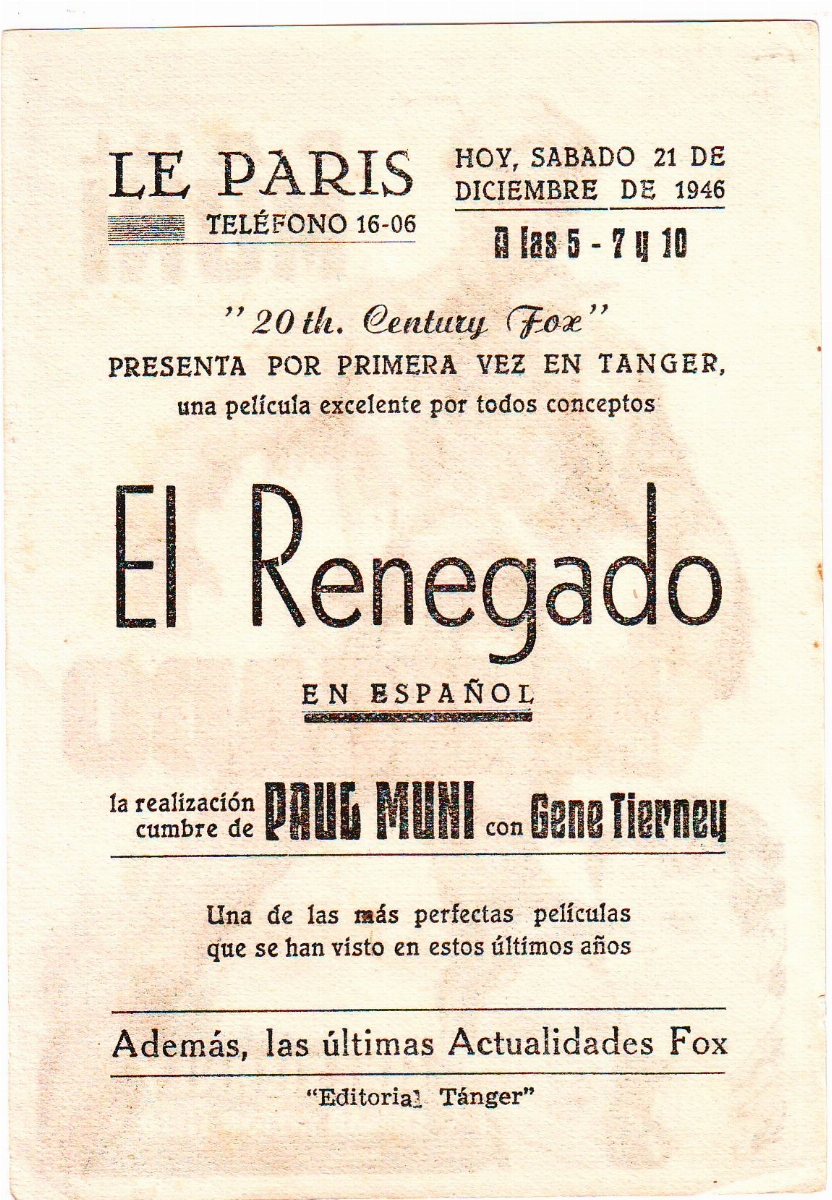 LE PARIS
TELÉFONO 16-06
HOY, SABADO 21 DE
DICIEMBRE DE 1946
A las 5 - 7 y 10
"20 th. Century Fox"
PRESENTA POR PRIMERA VEZ EN TANGER,
una película excelente por todos conceptos
El Renegado
EN ESPAÑOL
la realización
cumbre de PAUL MUNI con Gene Tierney
Una de las más perfectas películas
que se han visto en estos últimos años
Además, las últimas Actualidades Fox
"Editorial Tánger"